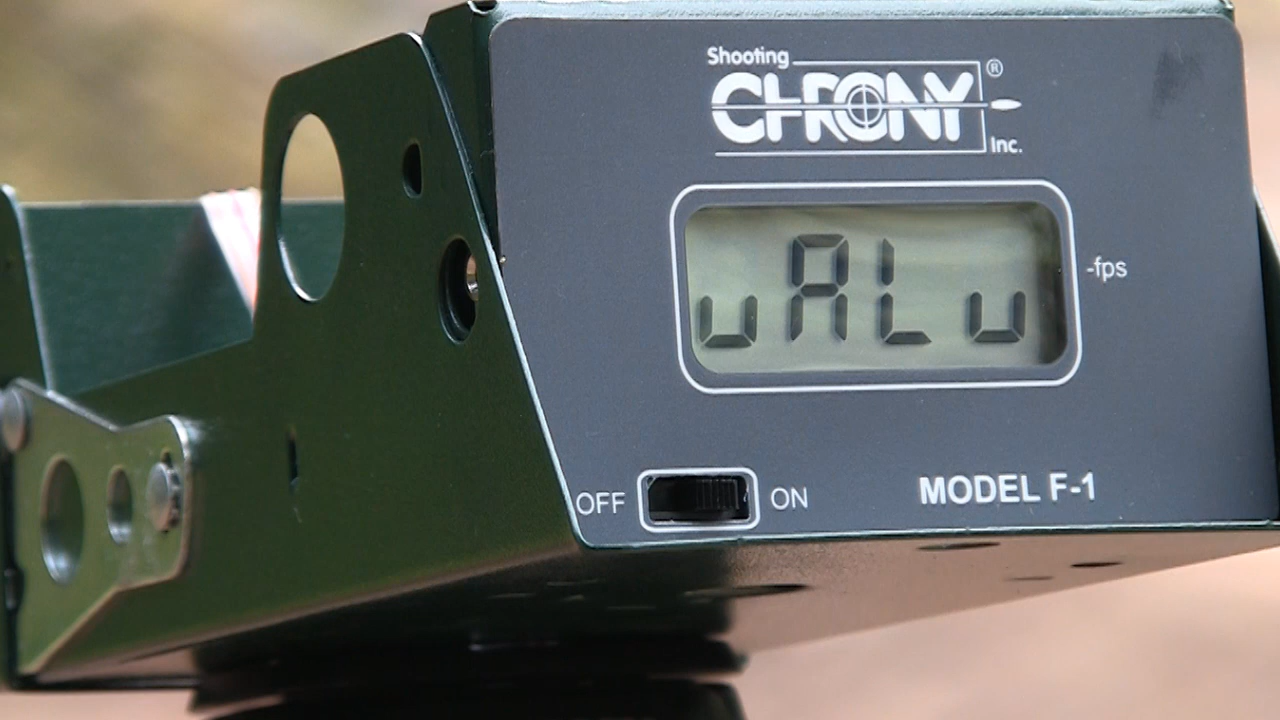 Shooting
CHRONY®
Inc.
uALu
-fps
OFF ON
MODEL F-1